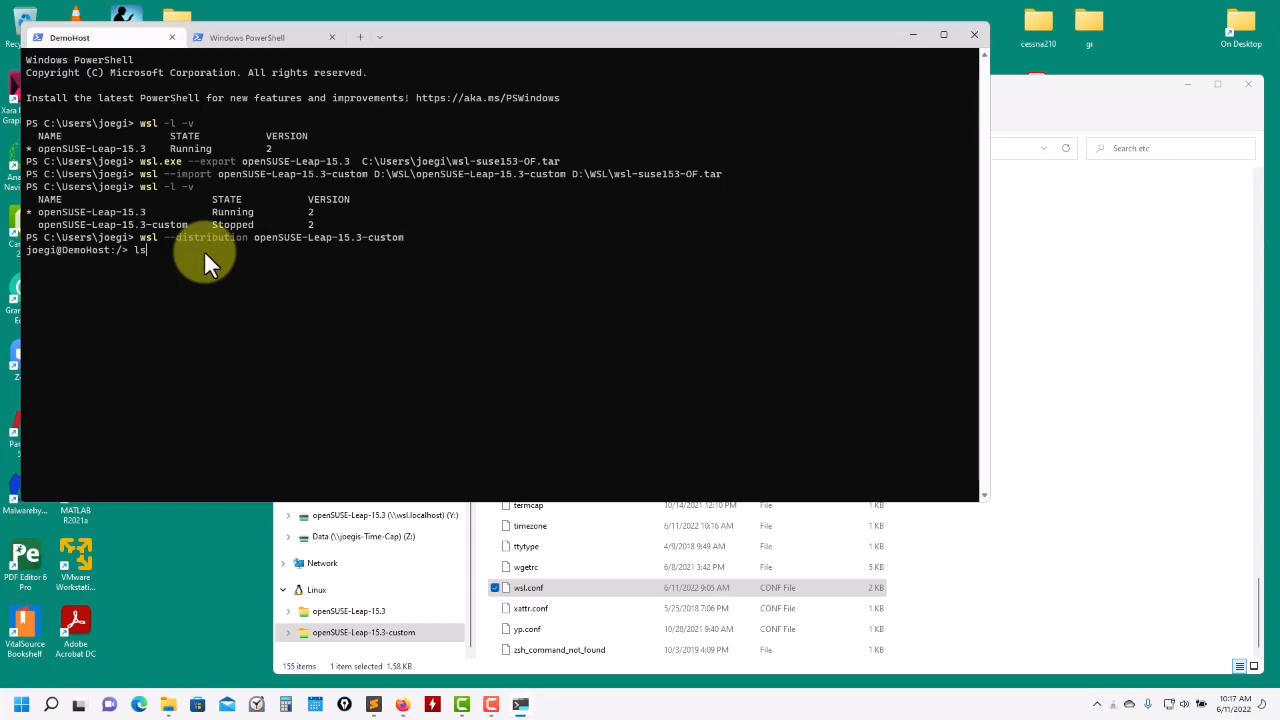 DemoHost
Windows PowerShell
Windows PowerShell
Copyright (C) Microsoft Corporation. All rights reserved.
Install the latest PowerShell for new features and improvements! https://aka.ms/PSWindows
PS C:\Users\joegi> wsl -l -v
NAME STATE VERSION
* openSUSE-Leap-15.3 Running 2
PS C:\Users\joegi> wsl.exe --export openSUSE-Leap-15.3 C:\Users\joegi\wsl-suse153-OF.tar
PS C:\Users\joegi> wsl --import openSUSE-Leap-15.3-custom D:\WSL\openSUSE-Leap-15.3-custom D:\WSL\wsl-suse153-OF.tar
PS C:\Users\joegi> wsl -l -v
NAME STATE VERSION
* openSUSE-Leap-15.3 Running 2
openSUSE-Leap-15.3-custom Stopped 2
PS C:\Users\joegi> wsl --distribution openSUSE-Leap-15.3-custom
joegi@DemoHost:/> ls
cessna210
gi
On Desktop
Search etc
Malwareby...
MATLAB
R2021a
PDF Editor 6
Pro
VMware
Workstati...
VitalSource
Bookshelf
Adobe
Acrobat DC
openSUSE-Leap-15.3 (\\wsl.localhost) (Y:)
Data (\\joegis-Time-Cap) (Z:)
Network
Linux
openSUSE-Leap-15.3
openSUSE-Leap-15.3-custom
termcap 10/14/2021 12:10 PM File 1 KB
timezone 6/11/2022 10:16 AM File 1 KB
ttytype 4/9/2018 9:49 AM File 1 KB
wgetrc 6/8/2021 3:42 PM File 5 KB
wsl.conf 6/11/2022 9:05 AM CONF File 2 KB
xattr.conf 5/25/2018 7:06 PM CONF File 1 KB
yp.conf 10/28/2021 9:40 AM CONF File 1 KB
zsh_command_not_found 10/3/2019 4:09 PM File 1 KB
155 items 1 item selected 1.58 KB
10:17 AM
6/11/2022